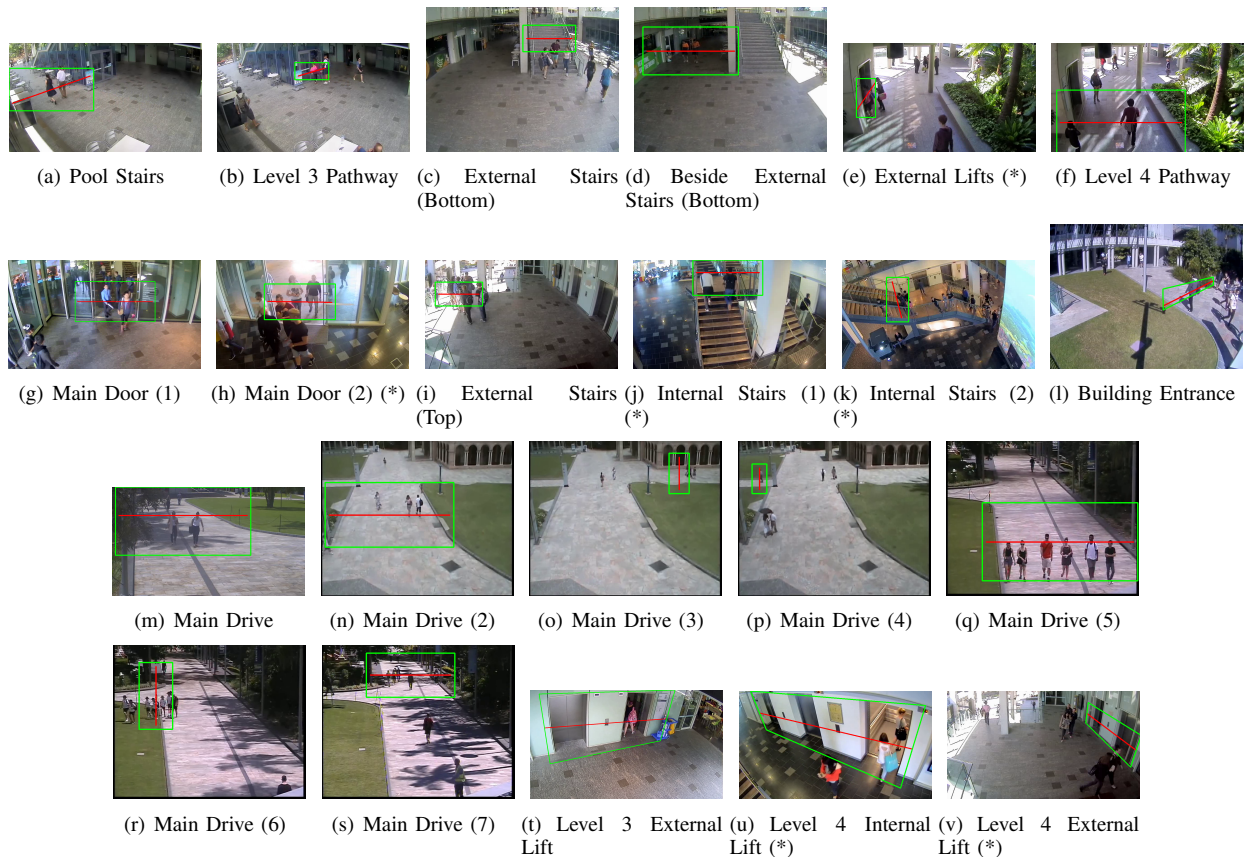 (a) Pool Stairs
(b) Level 3 Pathway
(c) External Stairs
(Bottom)
(d) Beside External
Stairs (Bottom)
(e) External Lifts (*)
(f) Level 4 Pathway
(g) Main Door (1)
(h) Main Door (2) (*)
(i) External Stairs
(Top)
(j) Internal Stairs (1)
(*)
(k) Internal Stairs (2)
(*)
(l) Building Entrance
(m) Main Drive
(n) Main Drive (2)
(o) Main Drive (3)
(p) Main Drive (4)
(q) Main Drive (5)
(r) Main Drive (6)
(s) Main Drive (7)
(t) Level 3 External
Lift
(u) Level 4 Internal
Lift (*)
(v) Level 4 External
Lift (*)